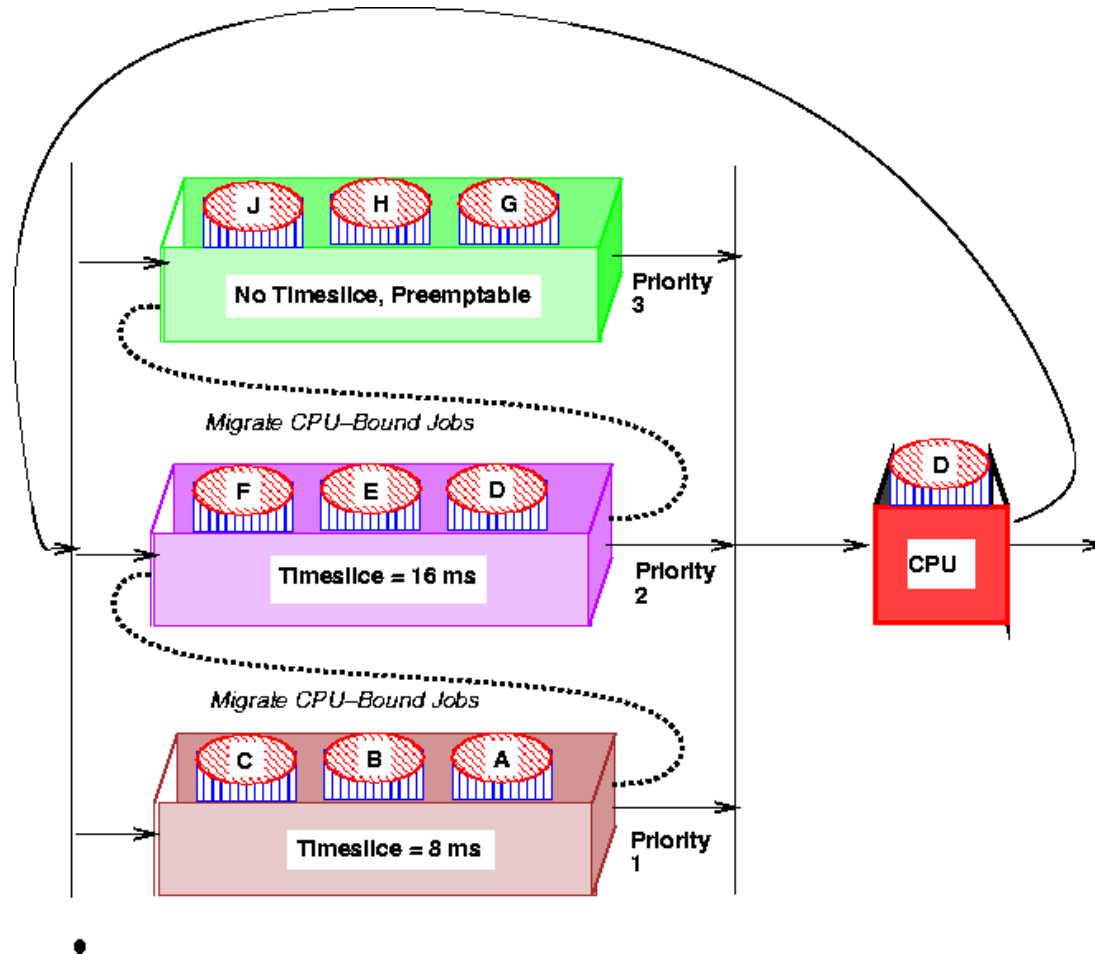 J H G
No Timeslice, Preemptable
Priority
3
Migrate CPU–Bound Jobs
F E D
D
Timeslice = 16 ms
Priority
2
CPU
Migrate CPU–Bound Jobs
C B A
Timeslice = 8 ms
Priority
1